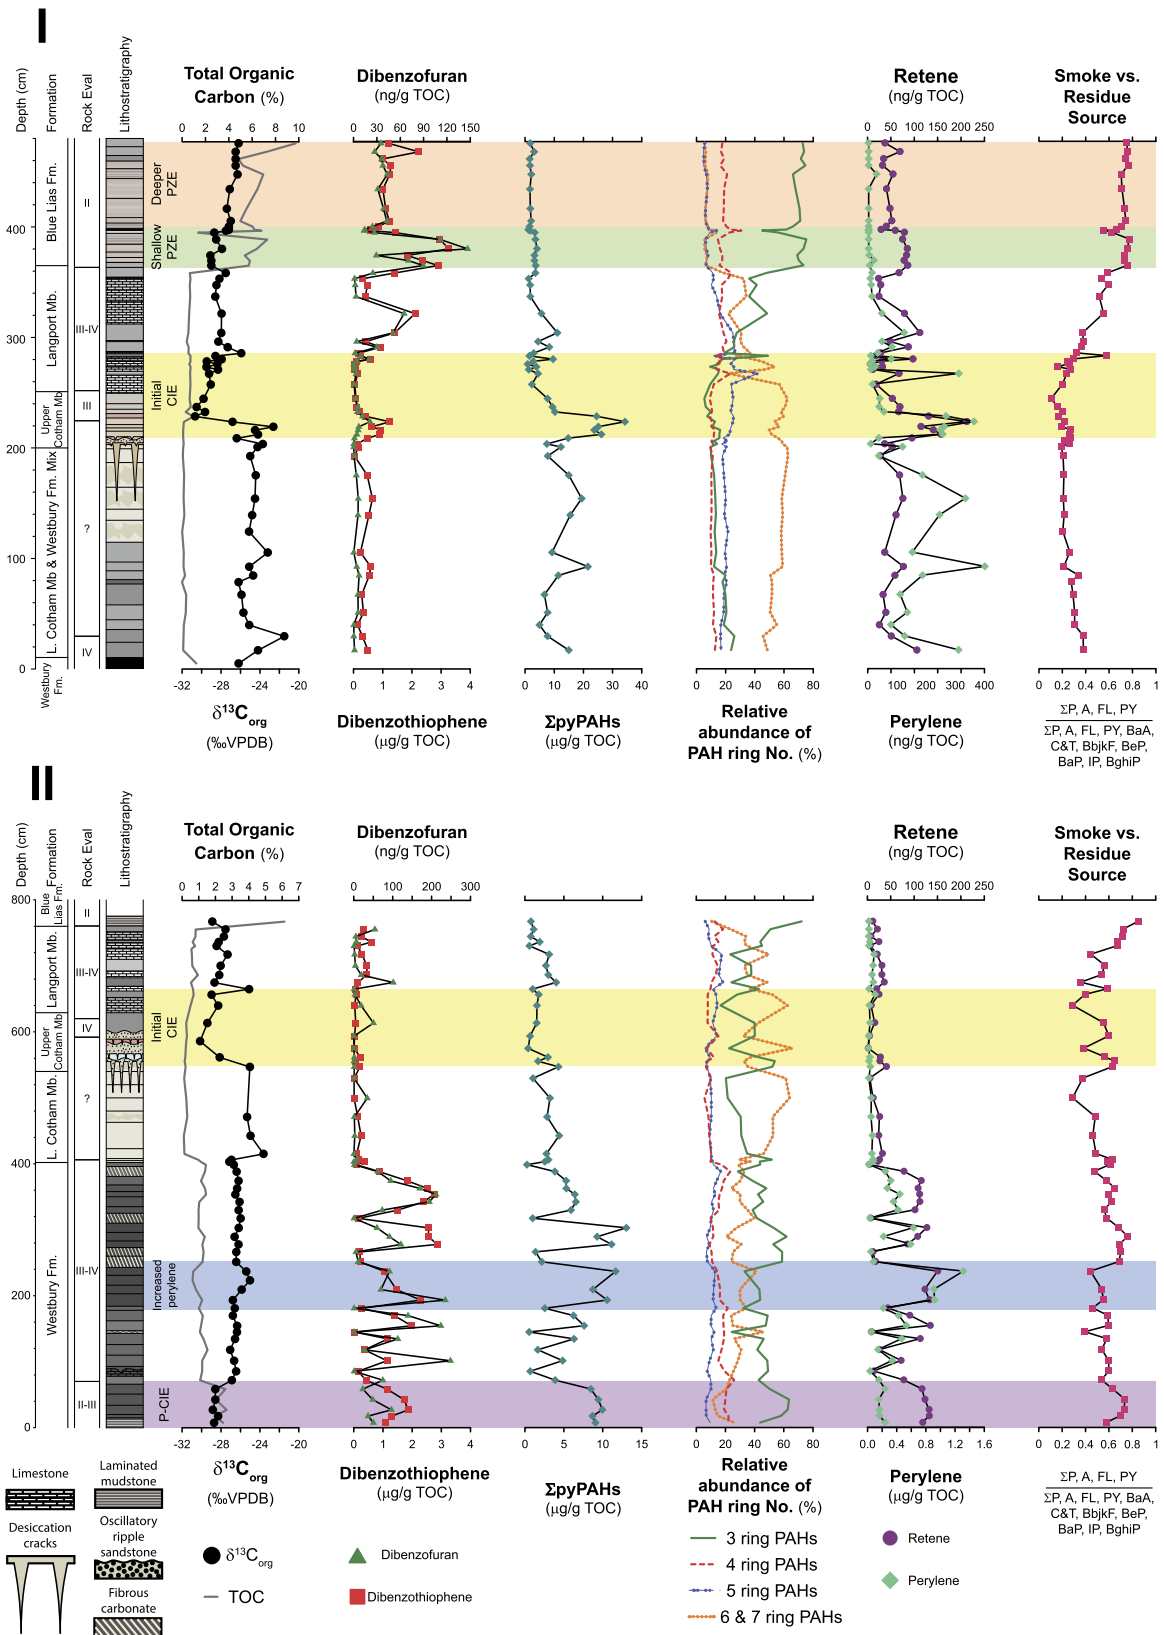 I
Depth (cm)
Formation
Rock Eval
Lithostratigraphy
Total Organic
Carbon (%)
0 2 4 6 8 10
Dibenzofuran
(ng/g TOC)
0 30 60 90 120 150
Retene
(ng/g TOC)
0 50 100 150 200 250
Smoke vs.
Residue
Source
Blue Lias Fm.
Langport Mb.
Upper
Cotham Mb
L. Cotham Mb & Westbury Fm. Mix
Westbury
Fm.
II
III-IV
III
?
IV
Deeper
PZE
Shallow
PZE
Initial
CIE
400
300
200
100
0
-32 -28 -24 -20
δ13Corg
(‰VPDB)
0 1 2 3 4
Dibenzothiophene
(µg/g TOC)
0 10 20 30 40
ΣpyPAHs
(µg/g TOC)
0 20 40 60 80
Relative
abundance of
PAH ring No. (%)
0 100 200 300 400
Perylene
(ng/g TOC)
0 0.2 0.4 0.6 0.8 1
ΣP, A, FL, PY
ΣP, A, FL, PY, BaA,
C&T, BbjkF, BeP,
BaP, IP, BghiP
II
Depth (cm)
Formation
Rock Eval
Lithostratigraphy
Total Organic
Carbon (%)
0 1 2 3 4 5 6 7
Dibenzofuran
(ng/g TOC)
0 100 200 300
Retene
(ng/g TOC)
0 50 100 150 200 250
Smoke vs.
Residue
Source
Blue
Lias Fm.
Langport Mb.
Upper
Cotham Mb
L. Cotham Mb.
Westbury Fm.
II
III-IV
IV
?
III-IV
II-III
Initial
CIE
Increased
perylene
P-CIE
800
600
400
200
0
-32 -28 -24 -20
δ13Corg
(‰VPDB)
0 1 2 3 4
Dibenzothiophene
(µg/g TOC)
0 5 10 15
ΣpyPAHs
(µg/g TOC)
0 20 40 60 80
Relative
abundance of
PAH ring No. (%)
0.0 0.4 0.8 1.2 1.6
Perylene
(µg/g TOC)
0 0.2 0.4 0.6 0.8 1
ΣP, A, FL, PY
ΣP, A, FL, PY, BaA,
C&T, BbjkF, BeP,
BaP, IP, BghiP
Limestone
Laminated
mudstone
Desiccation
cracks
Oscillatory
ripple
sandstone
Fibrous
carbonate
δ13Corg
TOC
Dibenzofuran
Dibenzothiophene
3 ring PAHs
4 ring PAHs
5 ring PAHs
6 & 7 ring PAHs
Retene
Perylene